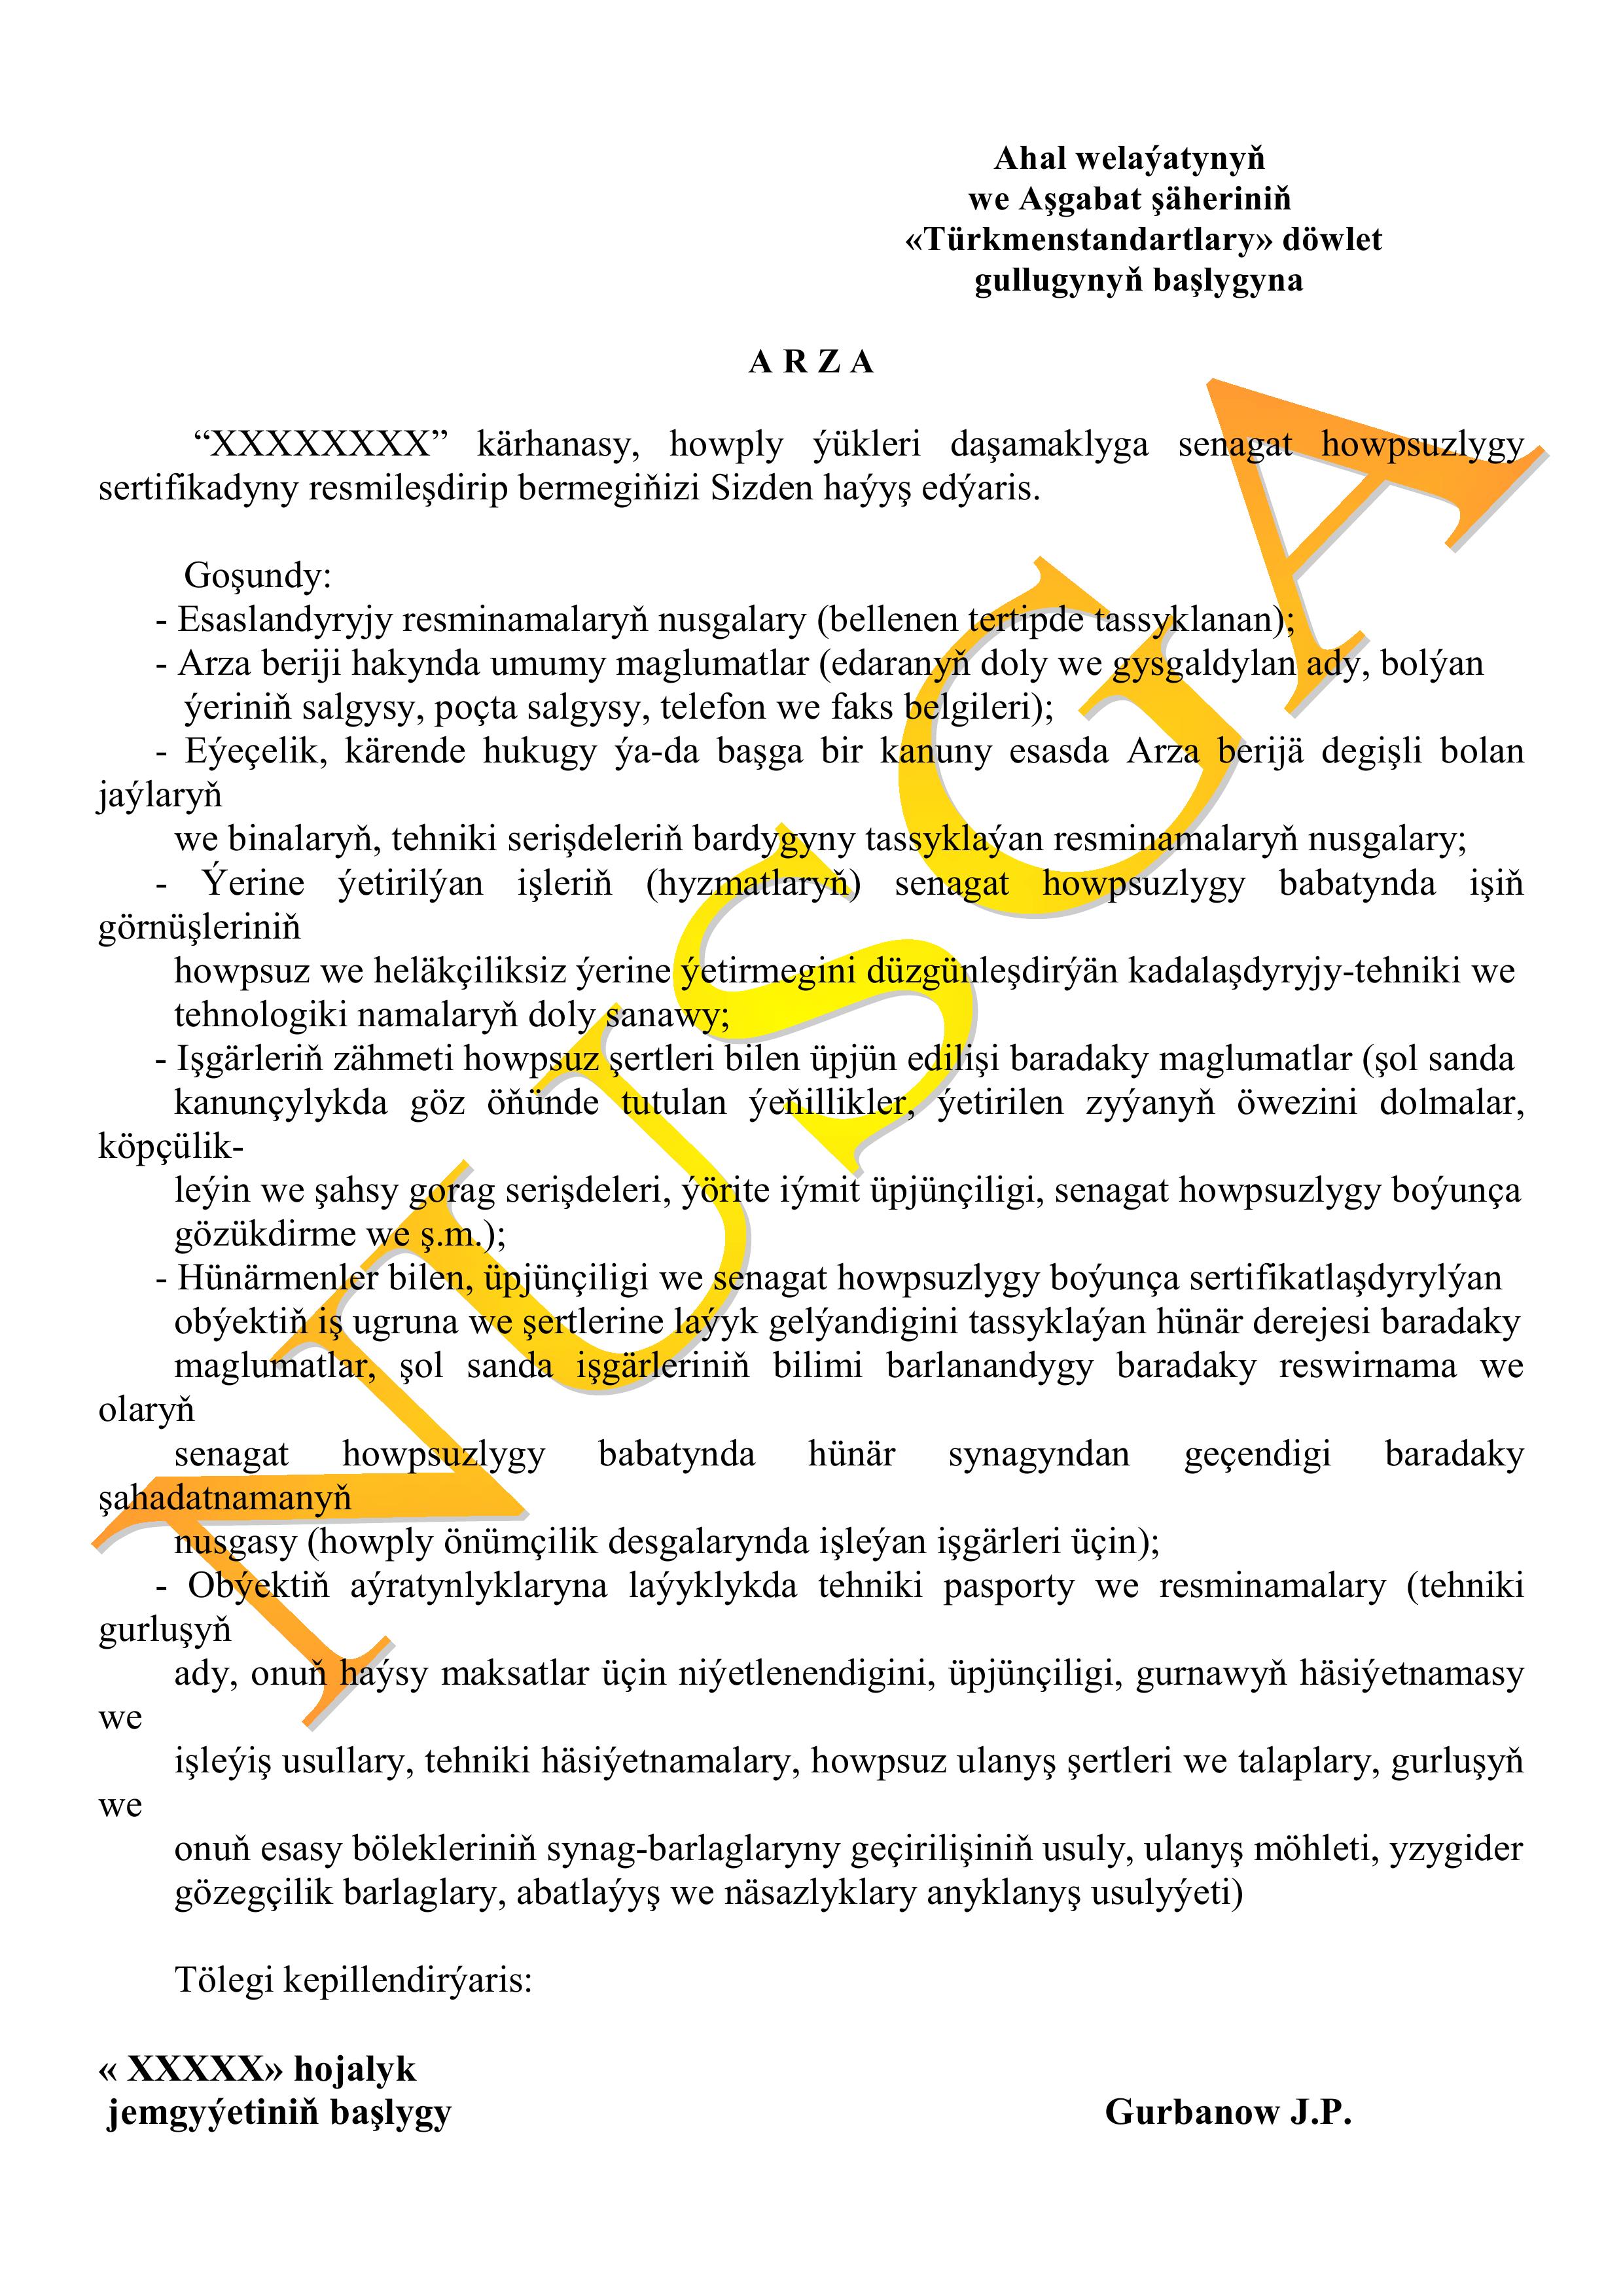 Ahal welaýatynyň
we Aşgabat şäheriniň
«Türkmenstandartlary» döwlet
gullugynyň başlygyna
A R Z A
“XXXXXXXX” kärhanasy, howply ýükleri daşamaklyga senagat howpsuzlygy
sertifikadyny resmileşdirip bermegiňizi Sizden haýyş edýaris.
Goşundy:
- Esaslandyryjy resminamalaryň nusgalary (bellenen tertipde tassyklanan);
- Arza beriji hakynda umumy maglumatlar (edaranyň doly we gysgaldylan ady, bolýan
ýeriniň salgysy, poçta salgysy, telefon we faks belgileri);
- Eýeçelik, kärende hukugy ýa-da başga bir kanuny esasda Arza berijä degişli bolan
jaýlaryň
we binalaryň, tehniki serişdeleriň bardygyny tassyklaýan resminamalaryň nusgalary;
- Ýerine ýetirilýan işleriň (hyzmatlaryň) senagat howpsuzlygy babatynda işiň
görnüşleriniň
howpsuz we heläkçiliksiz ýerine ýetirmegini düzgünleşdirýän kadalaşdyryjy-tehniki we
tehnologiki namalaryň doly sanawy;
- Işgärleriň zähmeti howpsuz şertleri bilen üpjün edilişi baradaky maglumatlar (şol sanda
kanunçylykda göz öňünde tutulan ýeňillikler, ýetirilen zyýanyň öwezini dolmalar,
köpçülik-
leýin we şahsy gorag serişdeleri, ýörite iýmit üpjünçiligi, senagat howpsuzlygy boýunça
gözükdirme we ş.m.);
- Hünärmenler bilen, üpjünçiligi we senagat howpsuzlygy boýunça sertifikatlaşdyrylýan
obýektiň iş ugruna we şertlerine laýyk gelýandigini tassyklaýan hünär derejesi baradaky
maglumatlar, şol sanda işgärleriniň bilimi barlanandygy baradaky reswirnama we
olaryň
senagat howpsuzlygy babatynda hünär synagyndan geçendigi baradaky
şahadatnamanyň
nusgasy (howply önümçilik desgalarynda işleýan işgärleri üçin);
- Obýektiň aýratynlyklaryna laýyklykda tehniki pasporty we resminamalary (tehniki
gurluşyň
ady, onuň haýsy maksatlar üçin niýetlenendigini, üpjünçiligi, gurnawyň häsiýetnamasy
we
işleýiş usullary, tehniki häsiýetnamalary, howpsuz ulanyş şertleri we talaplary, gurluşyň
we
onuň esasy bölekleriniň synag-barlaglaryny geçirilişiniň usuly, ulanyş möhleti, yzygider
gözegçilik barlaglary, abatlaýyş we näsazlyklary anyklanyş usulyýeti)
Tölegi kepillendirýaris:
« XXXXX» hojalyk
jemgyýetiniň başlygy Gurbanow J.P.
NUSGA